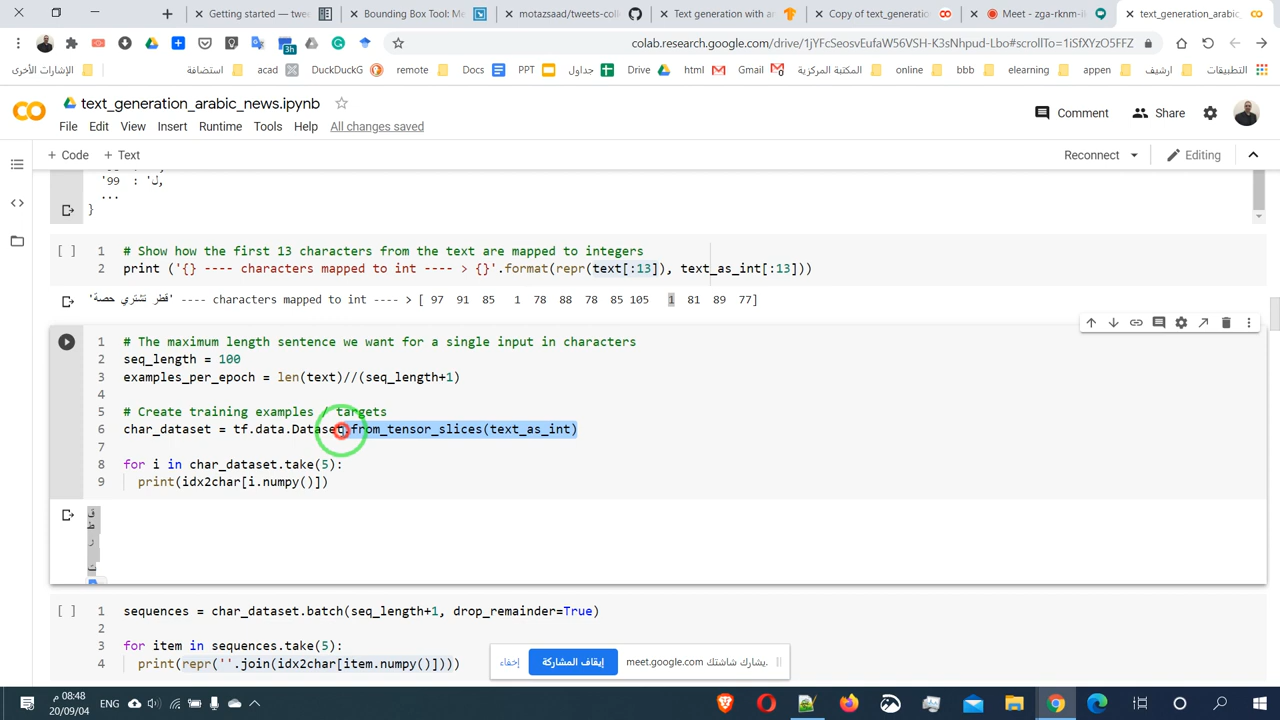 Getting started — twee
Bounding Box Tool: Me
motazsaad/tweets-coll
Text generation with a
Copy of text_generation
Meet - zga-rknm-i
text_generation_arabic_
colab.research.google.com/drive/1jYFcSeosvEufaW56VSH-K3sNhpud-Lbo#scrollTo=1iSfXYzO5FFZ
3h
الإشارات الأخرى
استضافة
acad
DuckDuckG
remote
Docs
PPT
جداول
Drive
html
Gmail
المكتبة المركزية
online
bbb
elearning
appen
ارشيف
التطبيقات
text_generation_arabic_news.ipynb
Comment
Share
File Edit View Insert Runtime Tools Help All changes saved
+ Code + Text
Reconnect
Editing
'ل' : 99,
...
}
[ ] 1 # Show how the first 13 characters from the text are mapped to integers
2 print ('{} ---- characters mapped to int ---- > {}'.format(repr(text[:13]), text_as_int[:13]))
'قطر تشتري حصة' ---- characters mapped to int ---- > [ 97 91 85 1 78 88 78 85 105 1 81 89 77]
1 # The maximum length sentence we want for a single input in characters
2 seq_length = 100
3 examples_per_epoch = len(text)//(seq_length+1)
4
5 # Create training examples / targets
6 char_dataset = tf.data.Dataset.from_tensor_slices(text_as_int)
7
8 for i in char_dataset.take(5):
9 print(idx2char[i.numpy()])
ق
ط
ر
ت
[ ] 1 sequences = char_dataset.batch(seq_length+1, drop_remainder=True)
2
3 for item in sequences.take(5):
4 print(repr(''.join(idx2char[item.numpy()])))
إخفاء
إيقاف المشاركة
يشارك شاشتك meet.google.com.
08:48 م
20/09/04
ENG